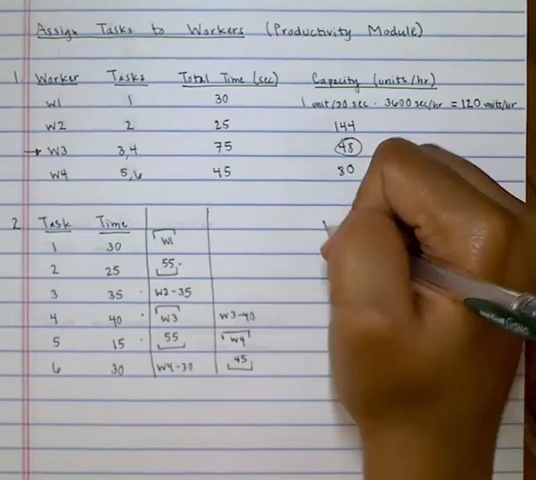 Assign Tasks to Workers (Productivity Module)
1 Worker Tasks Total Time (sec) Capacity (units/hr)
W1 1 30 1 unit/30 sec · 3600 sec/hr = 120 units/hr
W2 2 25 144
→ W3 3,4 75 48
W4 5,6 45 80
2 Task Time
1 30 W1
2 25 55
3 35 W2-35
4 40 W3 W3-40
5 15 55 W4
6 30 W4-30 45